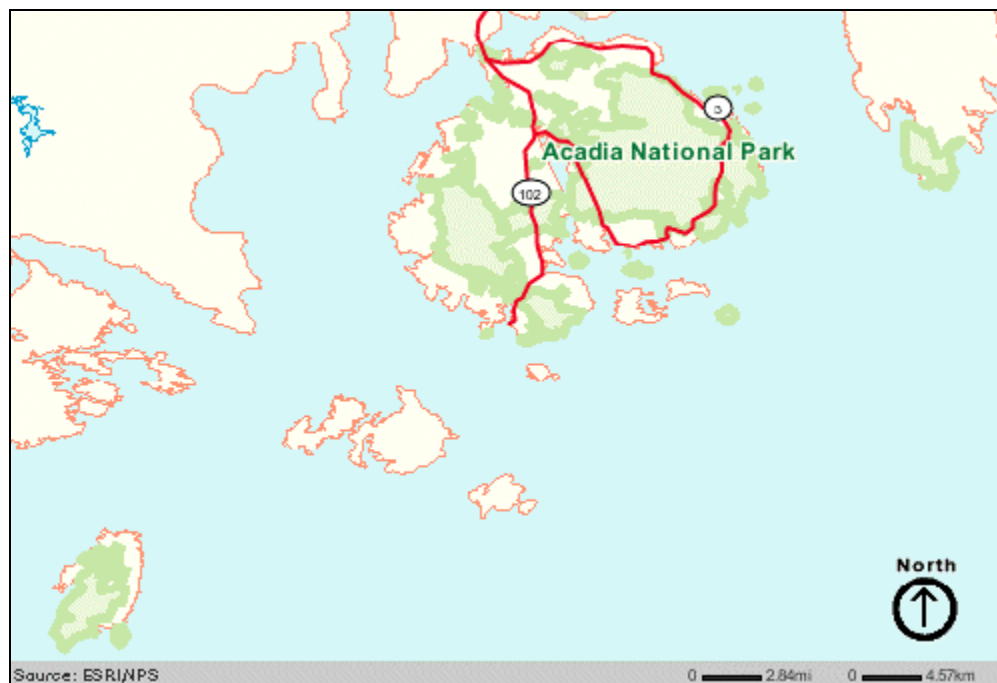 3
Acadia National Park
102
North
Source: ESRI/NPS
0 2.84mi 0 4.57km